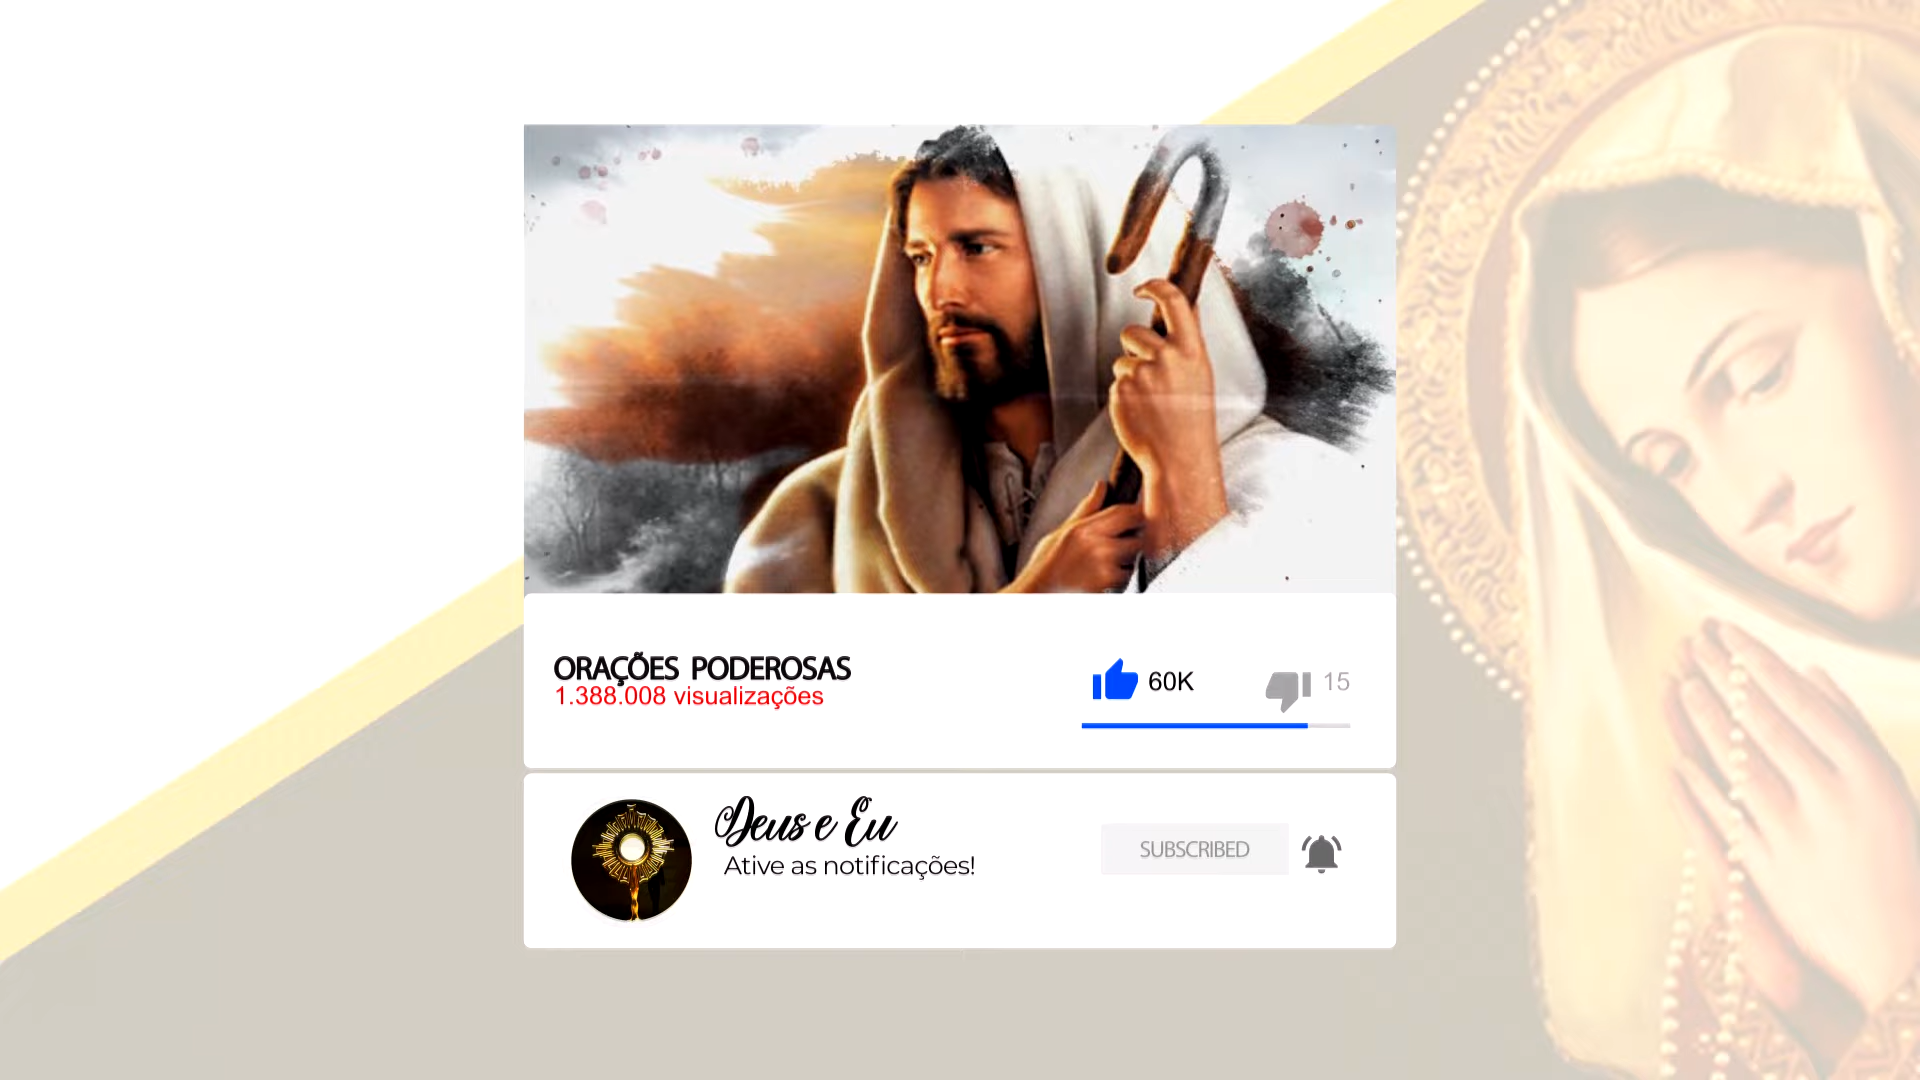 ORAÇÕES PODEROSAS
1.388.008 visualizações
60K
15
Deus e Eu
Ative as notificações!
SUBSCRIBED